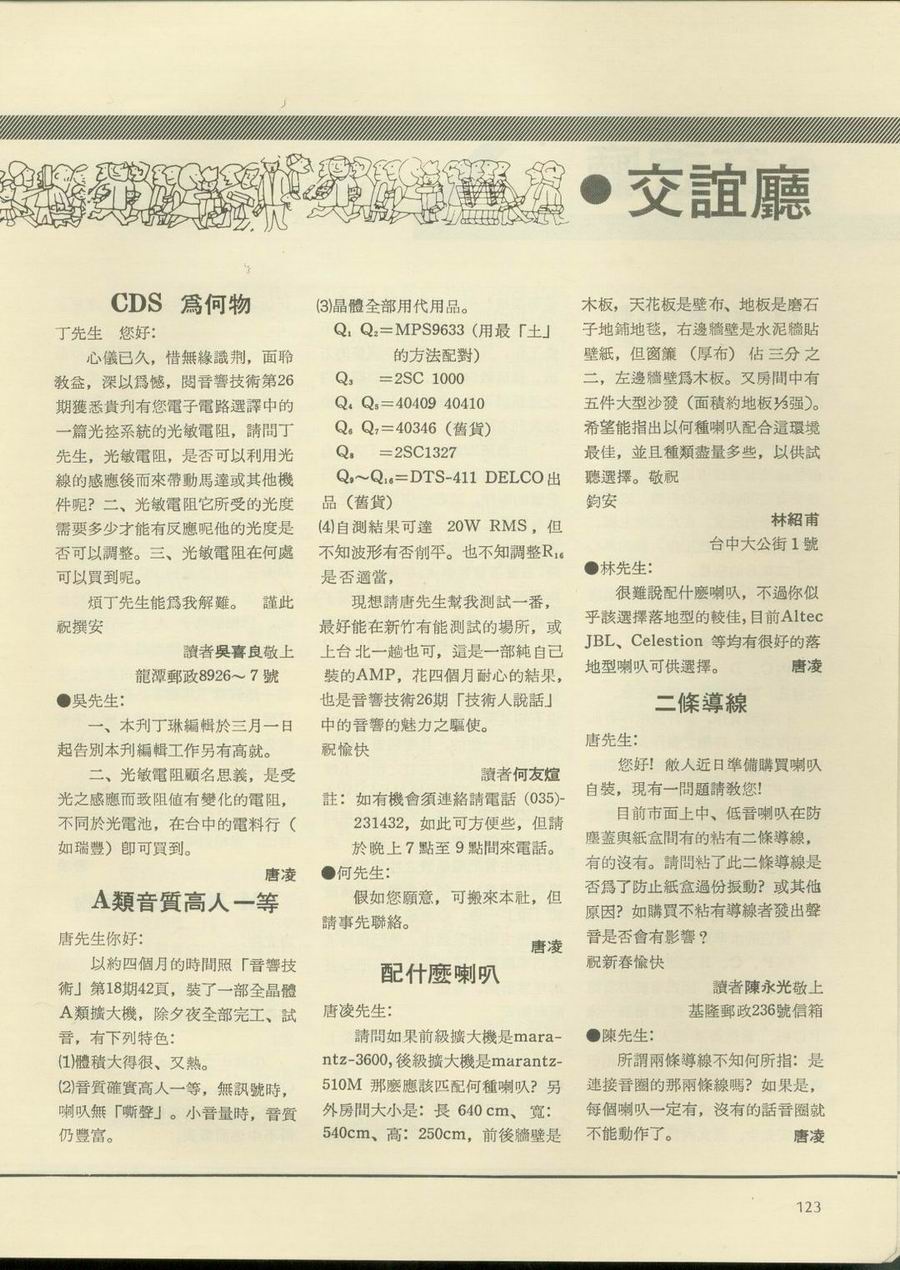 ●交誼廳
CDS 爲何物
丁先生 您好：
心儀已久，惜無緣識荆，面聆
敎益，深以爲憾，閱音響技術第26
期獲悉貴刋有您電子電路選譯中的
一篇光控系統的光敏電阻，請問丁
先生，光敏電阻，是否可以利用光
線的感應後而來帶動馬達或其他機
件呢？二、光敏電阻它所受的光度
需要多少才能有反應呢他的光度是
否可以調整。三、光敏電阻在何處
可以買到呢。
煩丁先生能爲我解難。 謹此
祝撰安
讀者吳喜良敬上
龍潭郵政8926～7號
●吳先生：
一、本刋丁琳編輯於三月一日
起告別本刋編輯工作另有高就。
二、光敏電阻顧名思義，是受
光之感應而致阻値有變化的電阻，
不同於光電池，在台中的電料行（
如瑞豐）卽可買到。
唐凌
A類音質高人一等
唐先生你好：
以約四個月的時間照「音響技
術」第18期42頁，裝了一部全晶體
A類擴大機，除夕夜全部完工、試
音，有下列特色：
⑴體積大得很、又熱。
⑵音質確實高人一等，無訊號時，
喇叭無「嘶聲」。小音量時，音質
仍豐富。
⑶晶體全部用代用品。
Q₁ Q₂＝MPS9633（用最「土」
的方法配對）
Q₃ ＝2SC 1000
Q₄ Q₅＝40409 40410
Q₆ Q₇＝40346（舊貨）
Q₈ ＝2SC1327
Q₉～Q₁₆＝DTS-411 DELCO出
品（舊貨）
⑷自測結果可達 20W RMS，但
不知波形有否削平。也不知調整R₁₆
是否適當，
現想請唐先生幫我測試一番，
最好能在新竹有能測試的場所，或
上台北一趟也可，這是一部純自己
裝的AMP，花四個月耐心的結果，
也是音響技術26期「技術人說話」
中的音響的魅力之驅使。
祝愉快
讀者何友煊
註：如有機會須連絡請電話（035)-
231432，如此可方便些，但請
於晚上7點至9點間來電話。
●何先生：
假如您願意，可搬來本社，但
請事先聯絡。
唐凌
配什麼喇叭
唐凌先生：
請問如果前級擴大機是mara-
ntz-3600，後級擴大機是marantz-
510M 那麼應該匹配何種喇叭？另
外房間大小是：長 640 cm、寬：
540cm、高：250cm，前後牆壁是
木板，天花板是壁布、地板是磨石
子地鋪地毯，右邊牆壁是水泥牆貼
壁紙，但窗簾（厚布）佔三分之
二，左邊牆壁爲木板。又房間中有
五件大型沙發（面積約地板⅓强）。
希望能指出以何種喇叭配合這環境
最佳，並且種類盡量多些，以供試
聽選擇。敬祝
鈞安
林紹甫
台中大公街1號
●林先生：
很難說配什麽喇叭，不過你似
乎該選擇落地型的較佳，目前Altec
JBL、Celestion 等均有很好的落
地型喇叭可供選擇。 唐凌
二條導線
唐先生：
您好！敝人近日準備購買喇叭
自裝，現有一問題請敎您！
目前市面上中、低音喇叭在防
塵蓋與紙盒間有的粘有二條導線，
有的沒有。請問粘了此二條導線是
否爲了防止紙盒過份振動？或其他
原因？如購買不粘有導線者發出聲
音是否會有影響？
祝新春愉快
讀者陳永光敬上
基隆郵政236號信箱
●陳先生：
所謂兩條導線不知何所指：是
連接音圈的那兩條線嗎？如果是，
每個喇叭一定有，沒有的話音圈就
不能動作了。 唐凌
123